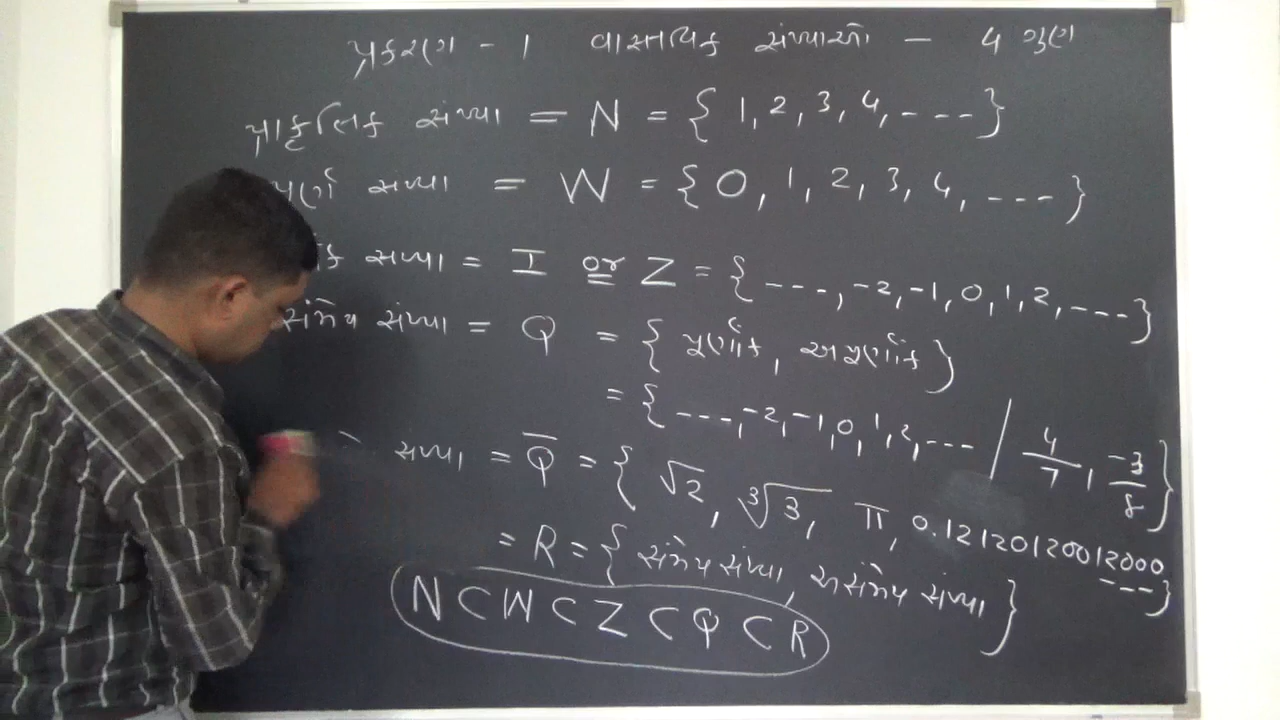 પ્રકરણ - 1 વાસ્તવિક સંખ્યાઓ - 4 ગુણ
પ્રાકૃતિક સંખ્યા = N = { 1, 2, 3, 4, - - - }
સંખ્યા = W = { 0, 1, 2, 3, 4, - - - }
સંખ્યા = I or Z = { - - -, -2, -1, 0, 1, 2, - - - }
સંમેય સંખ્યા = Q = { પૂર્ણાંક, અપૂર્ણાંક }
= { - - -, -2, -1, 0, 1, 2, - - - / 4/7, -3/8 }
સંખ્યા = Q̅ = { √2, ∛3, π, 0.12120120012000 - - - }
= R = { સંમેય સંખ્યા, અસંમેય સંખ્યા }
N ⊂ W ⊂ Z ⊂ Q ⊂ R